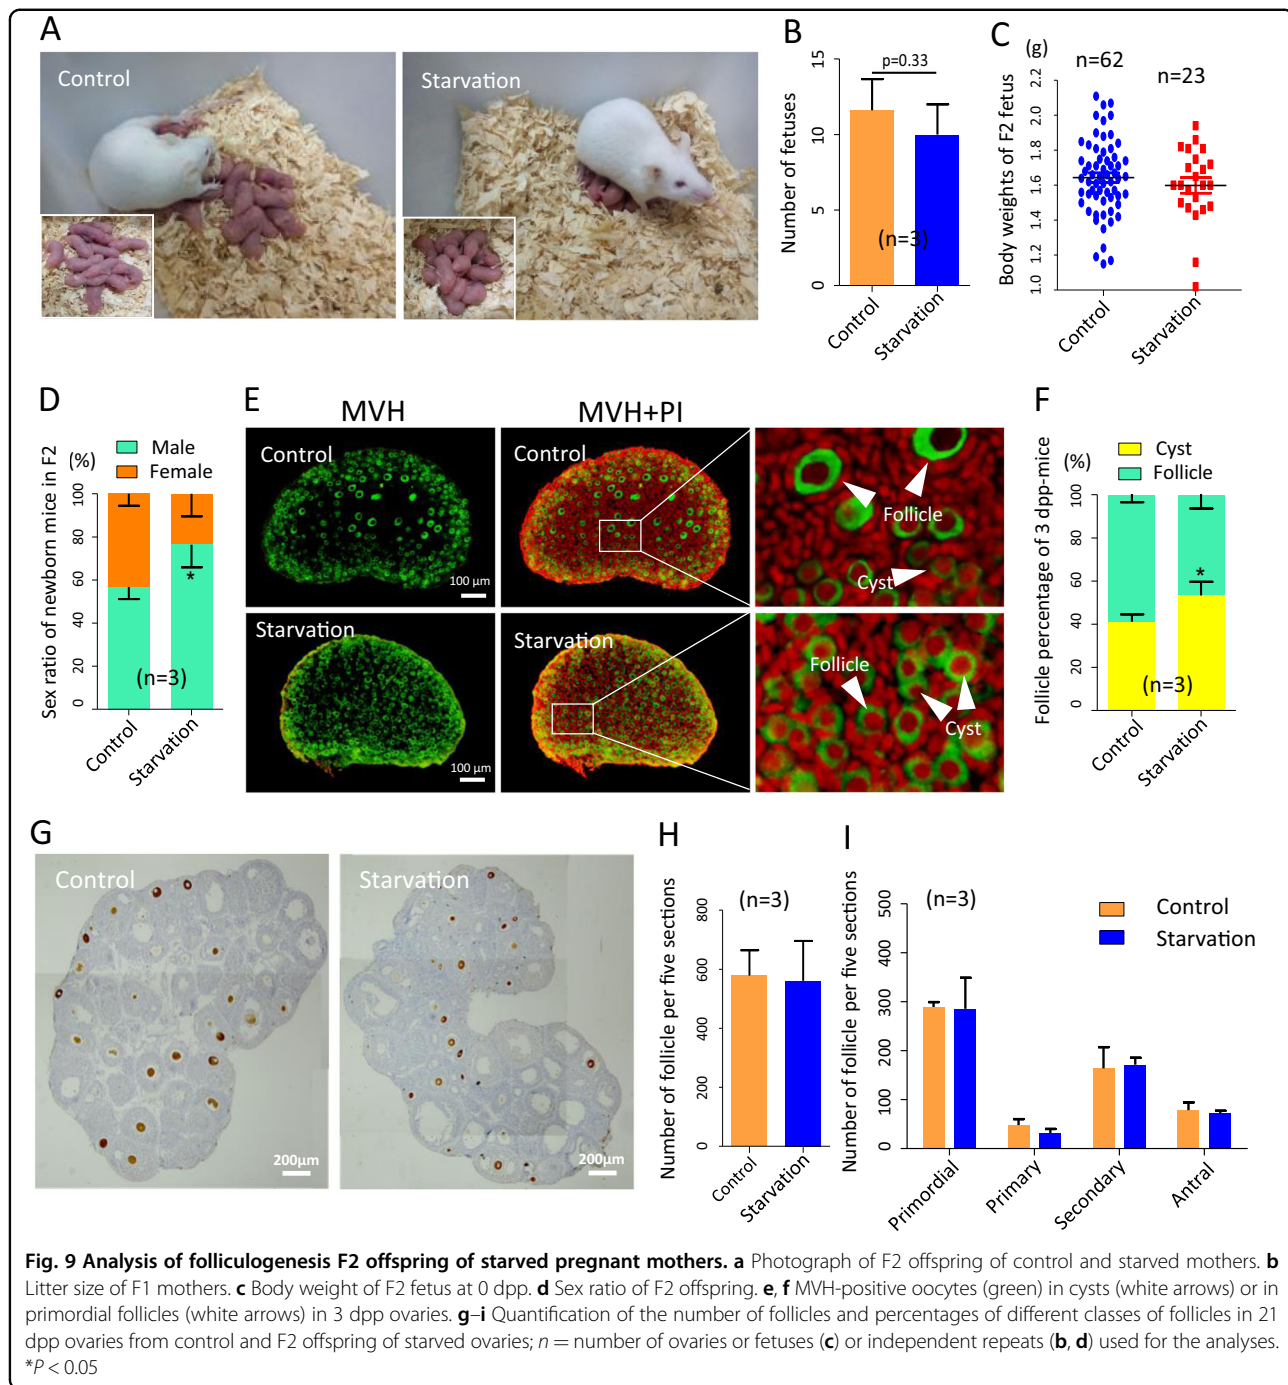 A
Control
Starvation
B
Number of fetuses
15
10
5
0
p=0.33
(n=3)
Control
Starvation
C
(g)
n=62
n=23
Body weights of F2 fetus
2.2
2.0
1.8
1.6
1.4
1.2
1.0
Control
Starvation
D
Male
Female
(%)
Sex ratio of newborn mice in F2
100
80
60
40
20
0
*
(n=3)
Control
Starvation
E
MVH
MVH+PI
Control
100 μm
Control
Follicle
Cyst
Starvation
100 μm
Starvation
Follicle
Cyst
F
Cyst
Follicle
(%)
Follicle percentage of 3 dpp-mice
100
80
60
40
20
0
*
(n=3)
Control
Starvation
G
Control
200μm
Starvation
200μm
H
(n=3)
Number of follicle per five sections
800
600
400
200
0
Control
Starvation
I
(n=3)
Control
Starvation
Number of follicle per five sections
500
400
300
200
100
0
Primordial
Primary
Secondary
Antral
Fig. 9 Analysis of folliculogenesis F2 offspring of starved pregnant mothers. a Photograph of F2 offspring of control and starved mothers. b
Litter size of F1 mothers. c Body weight of F2 fetus at 0 dpp. d Sex ratio of F2 offspring. e, f MVH-positive oocytes (green) in cysts (white arrows) or in
primordial follicles (white arrows) in 3 dpp ovaries. g–i Quantification of the number of follicles and percentages of different classes of follicles in 21
dpp ovaries from control and F2 offspring of starved ovaries; n = number of ovaries or fetuses (c) or independent repeats (b, d) used for the analyses.
*P < 0.05